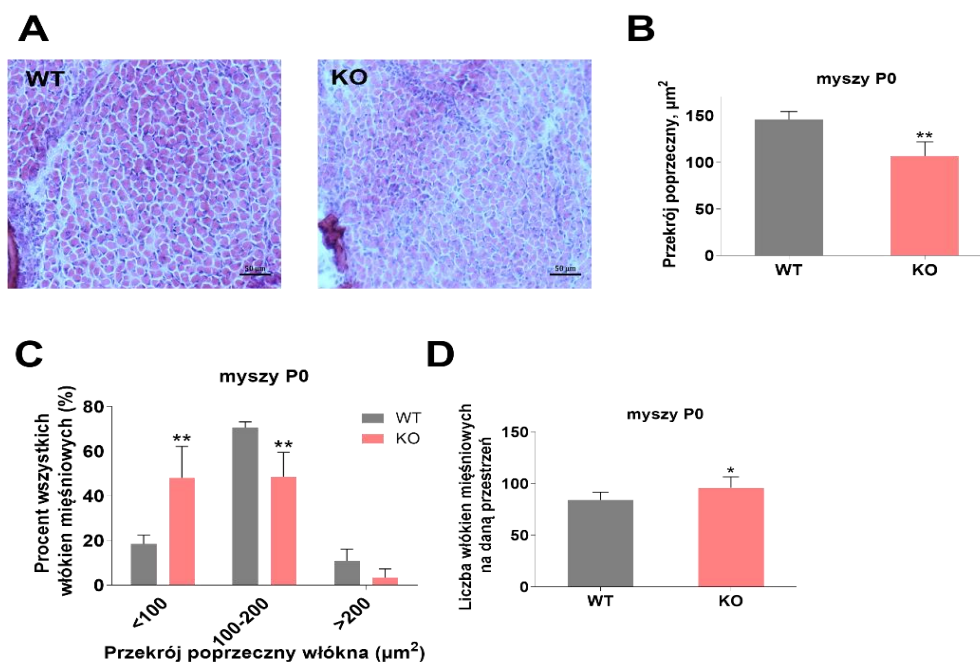 A
WT
50 µm
KO
50 µm
B
myszy P0
Przekrój poprzeczny, µm²
150
100
50
0
**
WT
KO
C
myszy P0
Procent wszystkich
włókien mięśniowych (%)
80
60
40
20
0
**
**
WT
KO
<100
100-200
>200
Przekrój poprzeczny włókna (µm²)
D
myszy P0
Liczba włókien mięśniowych
na daną przestrzeń
150
100
50
0
*
WT
KO